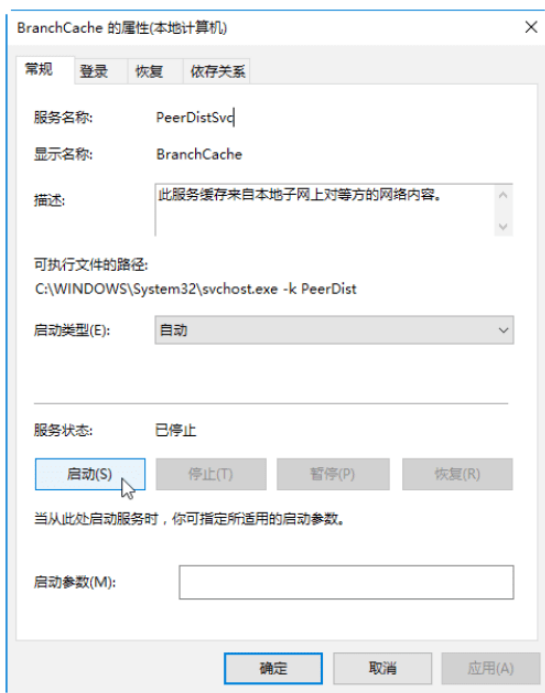 BranchCache 的属性(本地计算机)
常规 登录 恢复 依存关系
服务名称: PeerDistSvc
显示名称: BranchCache
描述: 此服务缓存来自本地子网上对等方的网络内容。
可执行文件的路径:
C:\WINDOWS\System32\svchost.exe -k PeerDist
启动类型(E): 自动
服务状态: 已停止
启动(S) 停止(T) 暂停(P) 恢复(R)
当从此处启动服务时，你可指定所适用的启动参数。
启动参数(M):
确定 取消 应用(A)